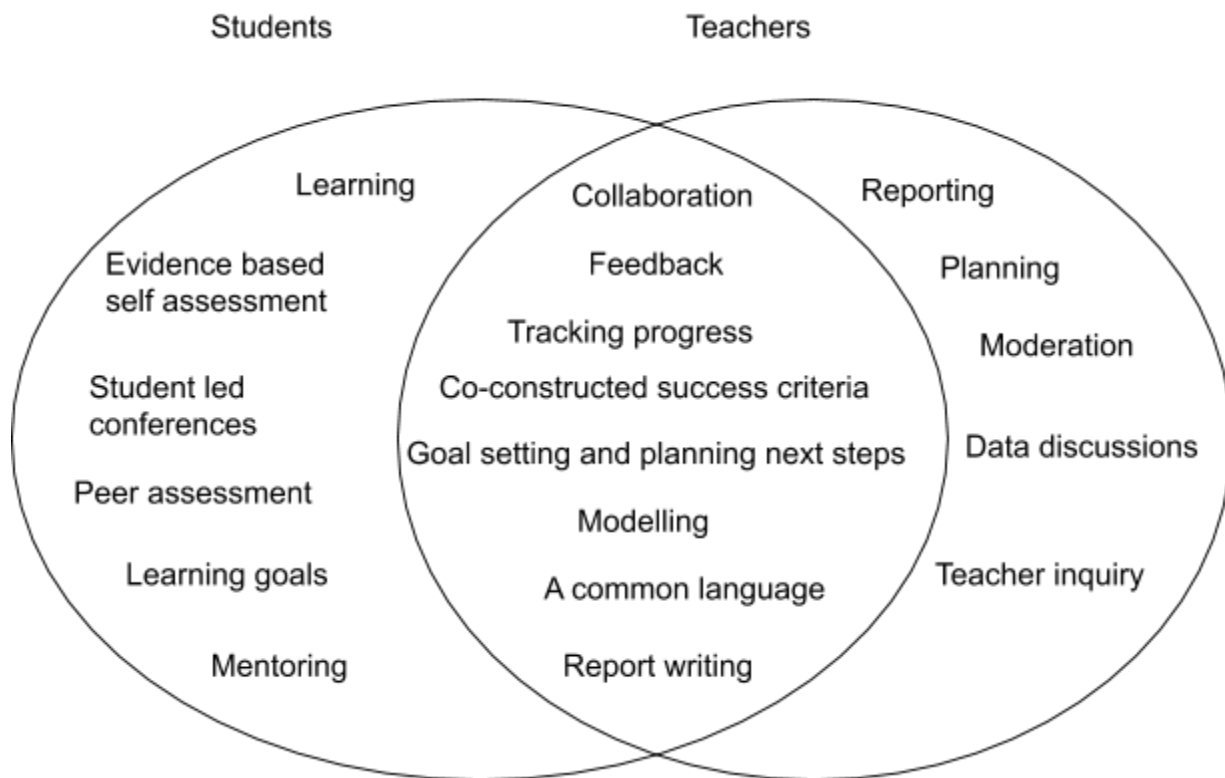 Students
Teachers
Learning
Evidence based
self assessment
Student led
conferences
Peer assessment
Learning goals
Mentoring
Collaboration
Feedback
Tracking progress
Co-constructed success criteria
Goal setting and planning next steps
Modelling
A common language
Report writing
Reporting
Planning
Moderation
Data discussions
Teacher inquiry